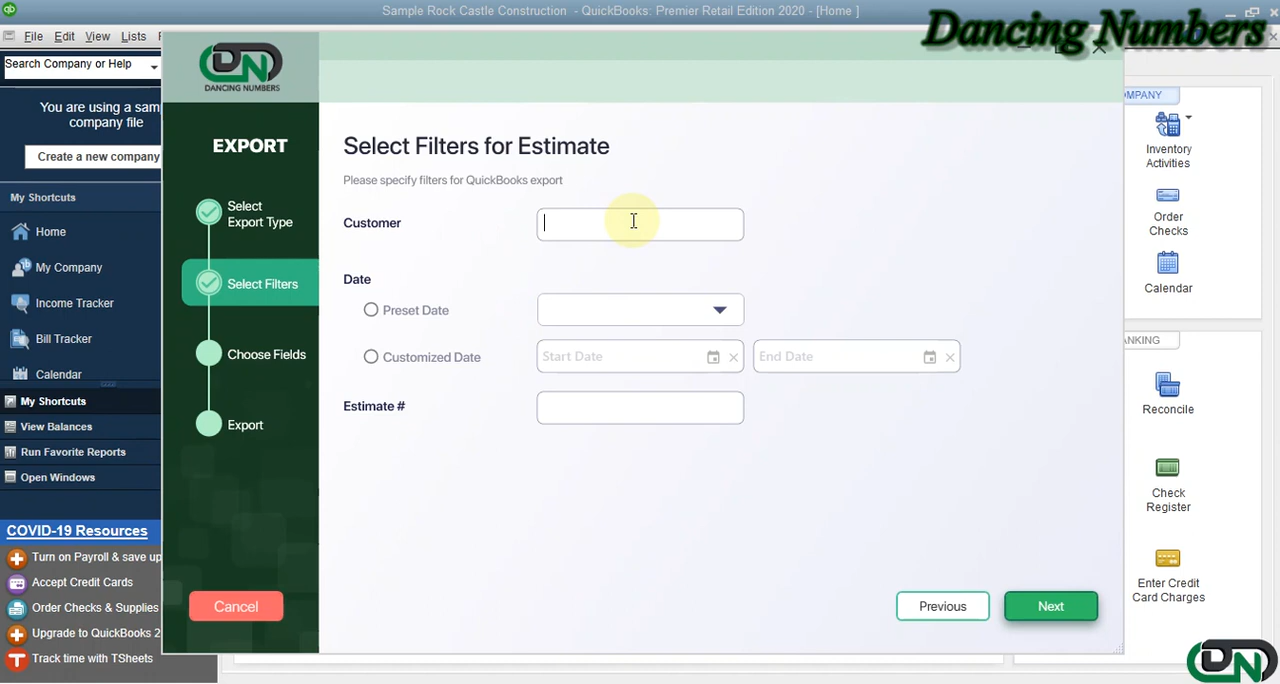 Sample Rock Castle Construction - QuickBooks: Premier Retail Edition 2020 - [Home ]
Dancing Numbers
File Edit View Lists
Search Company or Help
You are using a sam
company file
Create a new company
My Shortcuts
Home
My Company
Income Tracker
Bill Tracker
Calendar
My Shortcuts
View Balances
Run Favorite Reports
Open Windows
COVID-19 Resources
Turn on Payroll & save up
Accept Credit Cards
Order Checks & Supplies
Upgrade to QuickBooks 2
Track time with TSheets
DN
DANCING NUMBERS
EXPORT
Select
Export Type
Select Filters
Choose Fields
Export
Cancel
Select Filters for Estimate
Please specify filters for QuickBooks export
Customer
Date
Preset Date
Customized Date
Start Date
End Date
Estimate #
Previous
Next
OMPANY
Inventory
Activities
Order
Checks
Calendar
ANKING
Reconcile
Check
Register
Enter Credit
Card Charges
DN